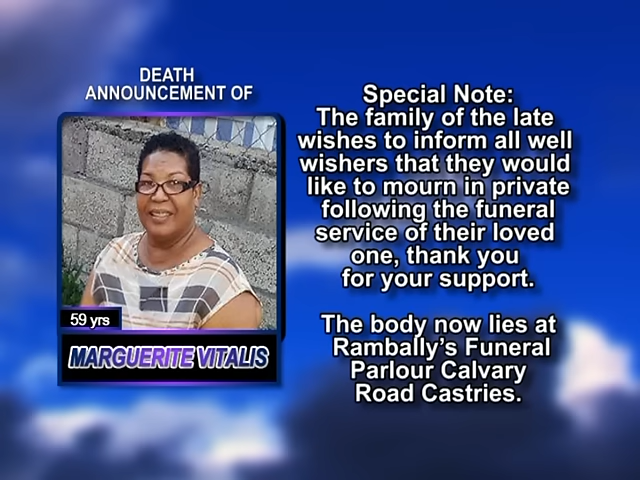 DEATH
ANNOUNCEMENT OF
59 yrs
MARGUERITE VITALIS
Special Note:
The family of the late
wishes to inform all well
wishers that they would
like to mourn in private
following the funeral
service of their loved
one, thank you
for your support.
The body now lies at
Rambally's Funeral
Parlour Calvary
Road Castries.